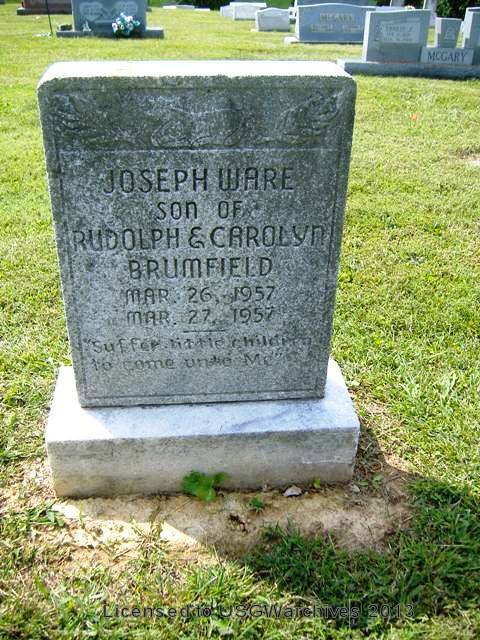 McGARY
JOSEPH WARE
SON OF
RUDOLPH & CAROLYN
BRUMFIELD
MAR. 26, 1957
MAR. 27, 1957
"Suffer little children
to come unto Me"
Licensed to USGWarchives 2013